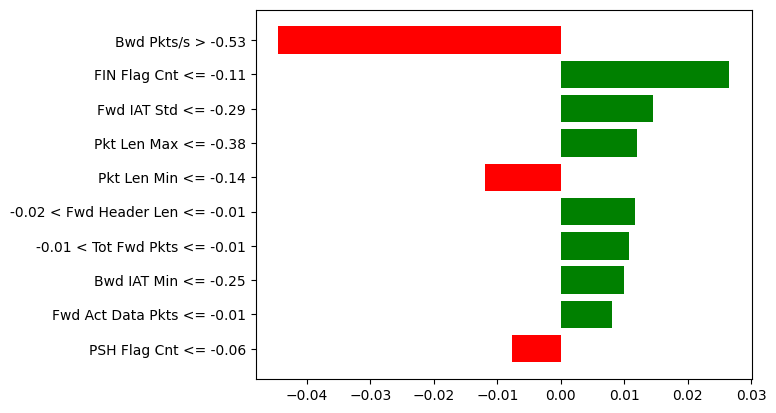 Bwd Pkts/s > -0.53
FIN Flag Cnt <= -0.11
Fwd IAT Std <= -0.29
Pkt Len Max <= -0.38
Pkt Len Min <= -0.14
-0.02 < Fwd Header Len <= -0.01
-0.01 < Tot Fwd Pkts <= -0.01
Bwd IAT Min <= -0.25
Fwd Act Data Pkts <= -0.01
PSH Flag Cnt <= -0.06
−0.04 −0.03 −0.02 −0.01 0.00 0.01 0.02 0.03